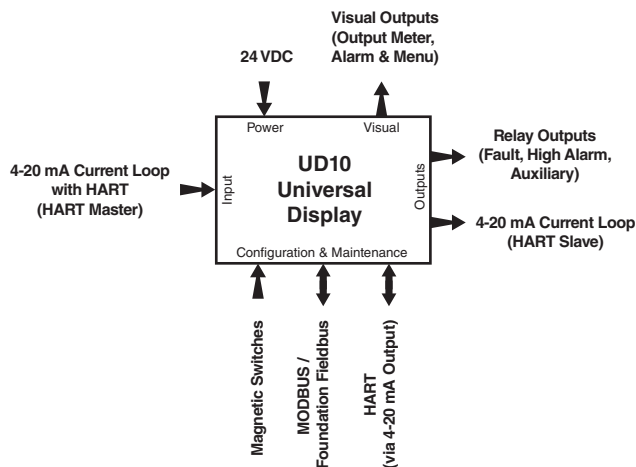 Visual Outputs
(Output Meter,
Alarm & Menu)
24 VDC
Power
Visual
4-20 mA Current Loop
with HART
(HART Master)
Input
UD10
Universal
Display
Outputs
Relay Outputs
(Fault, High Alarm,
Auxiliary)
4-20 mA Current Loop
(HART Slave)
Configuration & Maintenance
Magnetic Switches
MODBUS /
Foundation Fieldbus
HART
(via 4-20 mA Output)